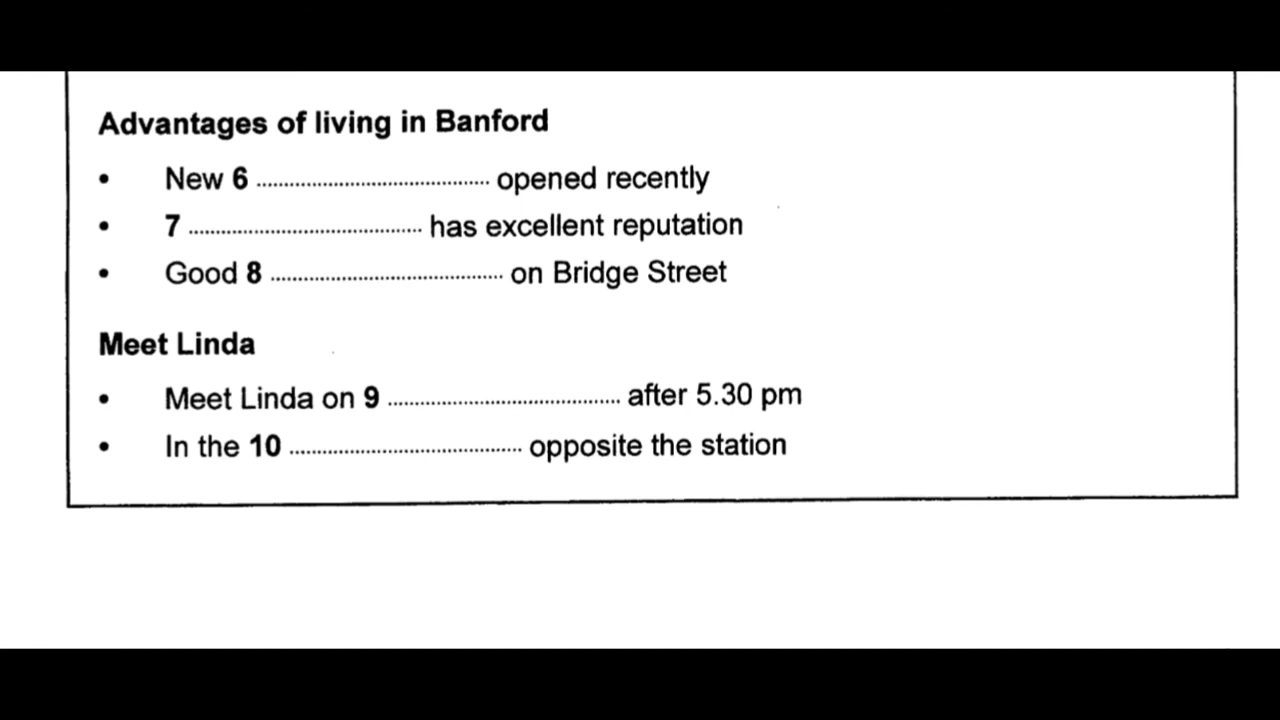 Advantages of living in Banford
• New 6 ........................................ opened recently
• 7 ........................................ has excellent reputation
• Good 8 ........................................ on Bridge Street
Meet Linda
• Meet Linda on 9 ........................................ after 5.30 pm
• In the 10 ........................................ opposite the station